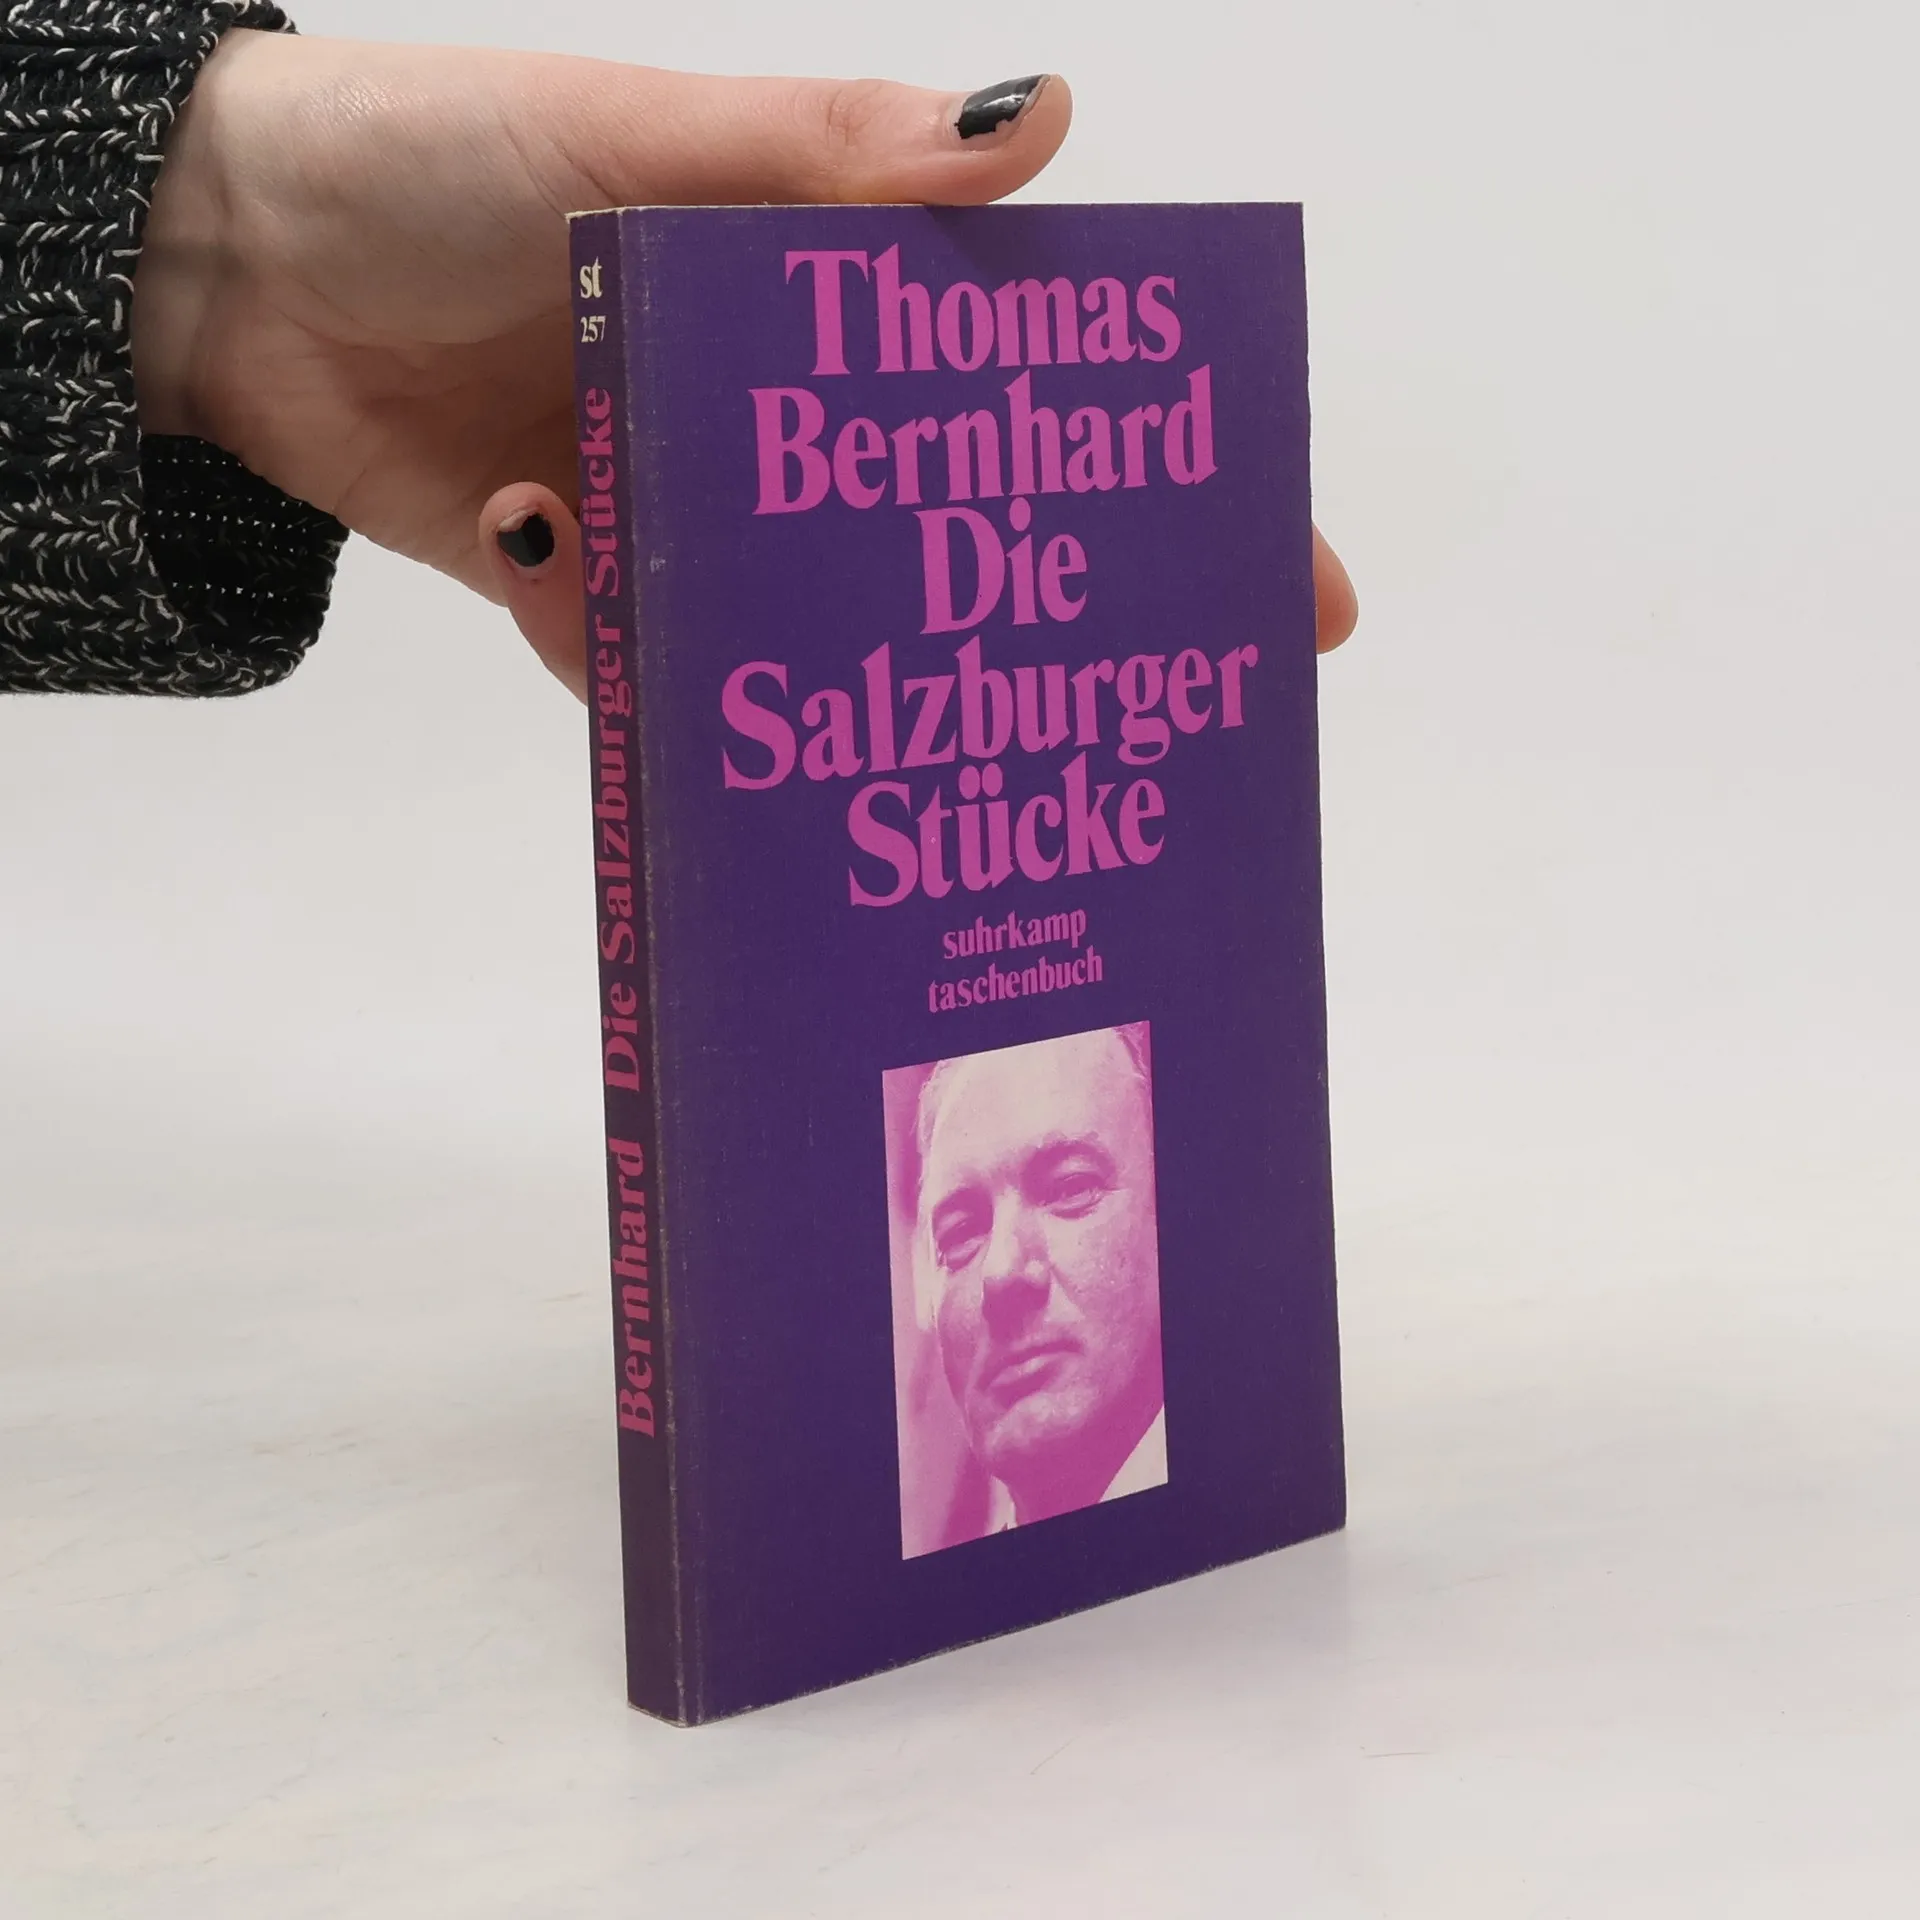 st
257
Bernhard Die Salzburger Stücke
Thomas
Bernhard
Die
Salzburger
Stücke
suhrkamp
taschenbuch